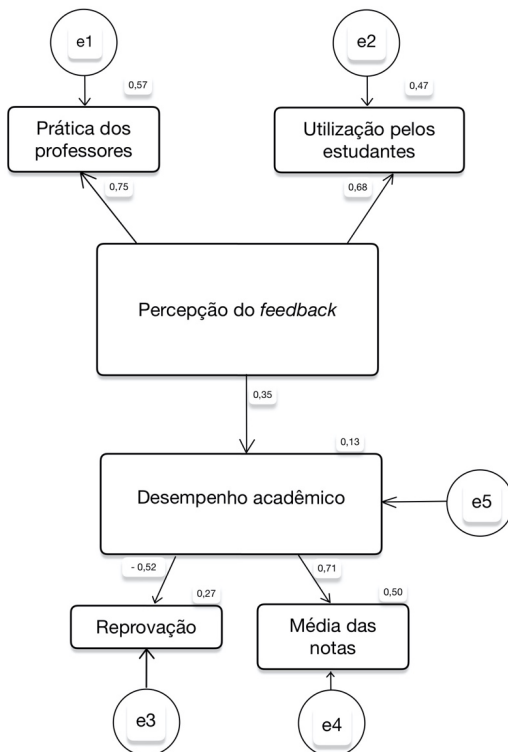 e1
e2
0,57
0,47
Prática dos
professores
Utilização pelos
estudantes
0,75
0,68
Percepção do feedback
0,35
0,13
Desempenho acadêmico
e5
- 0,52
0,71
0,27
0,50
Reprovação
Média das
notas
e3
e4